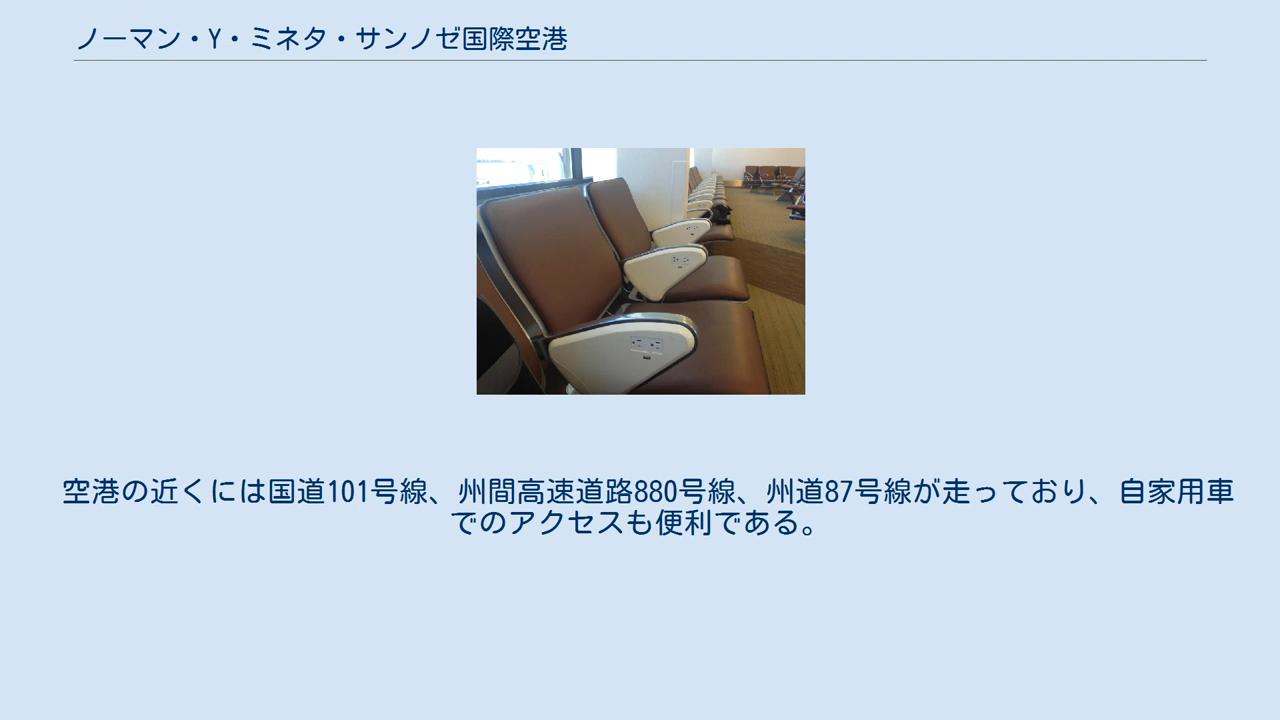 ノーマン・Y・ミネタ・サンノゼ国際空港
空港の近くには国道101号線、州間高速道路880号線、州道87号線が走っており、自家用車
でのアクセスも便利である。